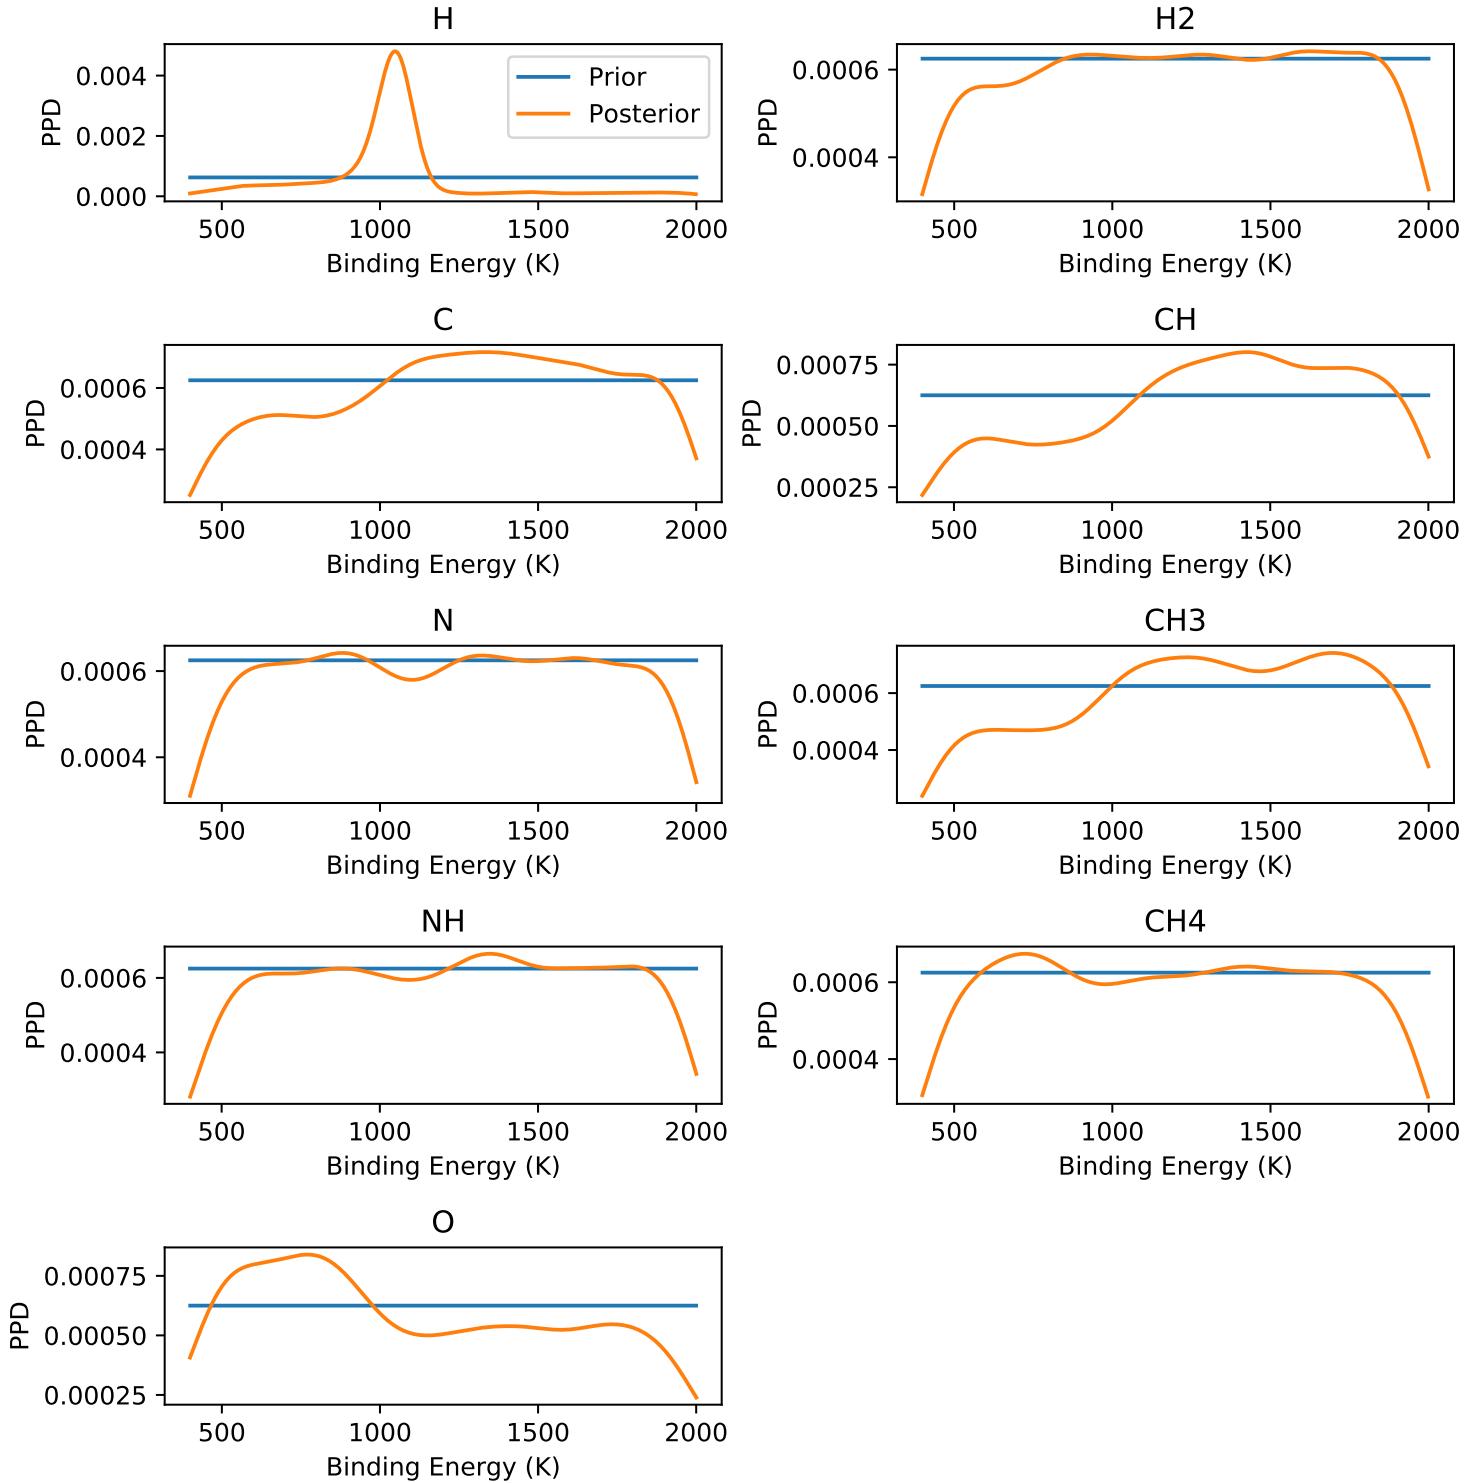 H
0.004
0.002
0.000
PPD
Prior
Posterior
500 1000 1500 2000
Binding Energy (K)
H2
0.0006
0.0004
PPD
500 1000 1500 2000
Binding Energy (K)
C
0.0006
0.0004
PPD
500 1000 1500 2000
Binding Energy (K)
CH
0.00075
0.00050
0.00025
PPD
500 1000 1500 2000
Binding Energy (K)
N
0.0006
0.0004
PPD
500 1000 1500 2000
Binding Energy (K)
CH3
0.0006
0.0004
PPD
500 1000 1500 2000
Binding Energy (K)
NH
0.0006
0.0004
PPD
500 1000 1500 2000
Binding Energy (K)
CH4
0.0006
0.0004
PPD
500 1000 1500 2000
Binding Energy (K)
O
0.00075
0.00050
0.00025
PPD
500 1000 1500 2000
Binding Energy (K)